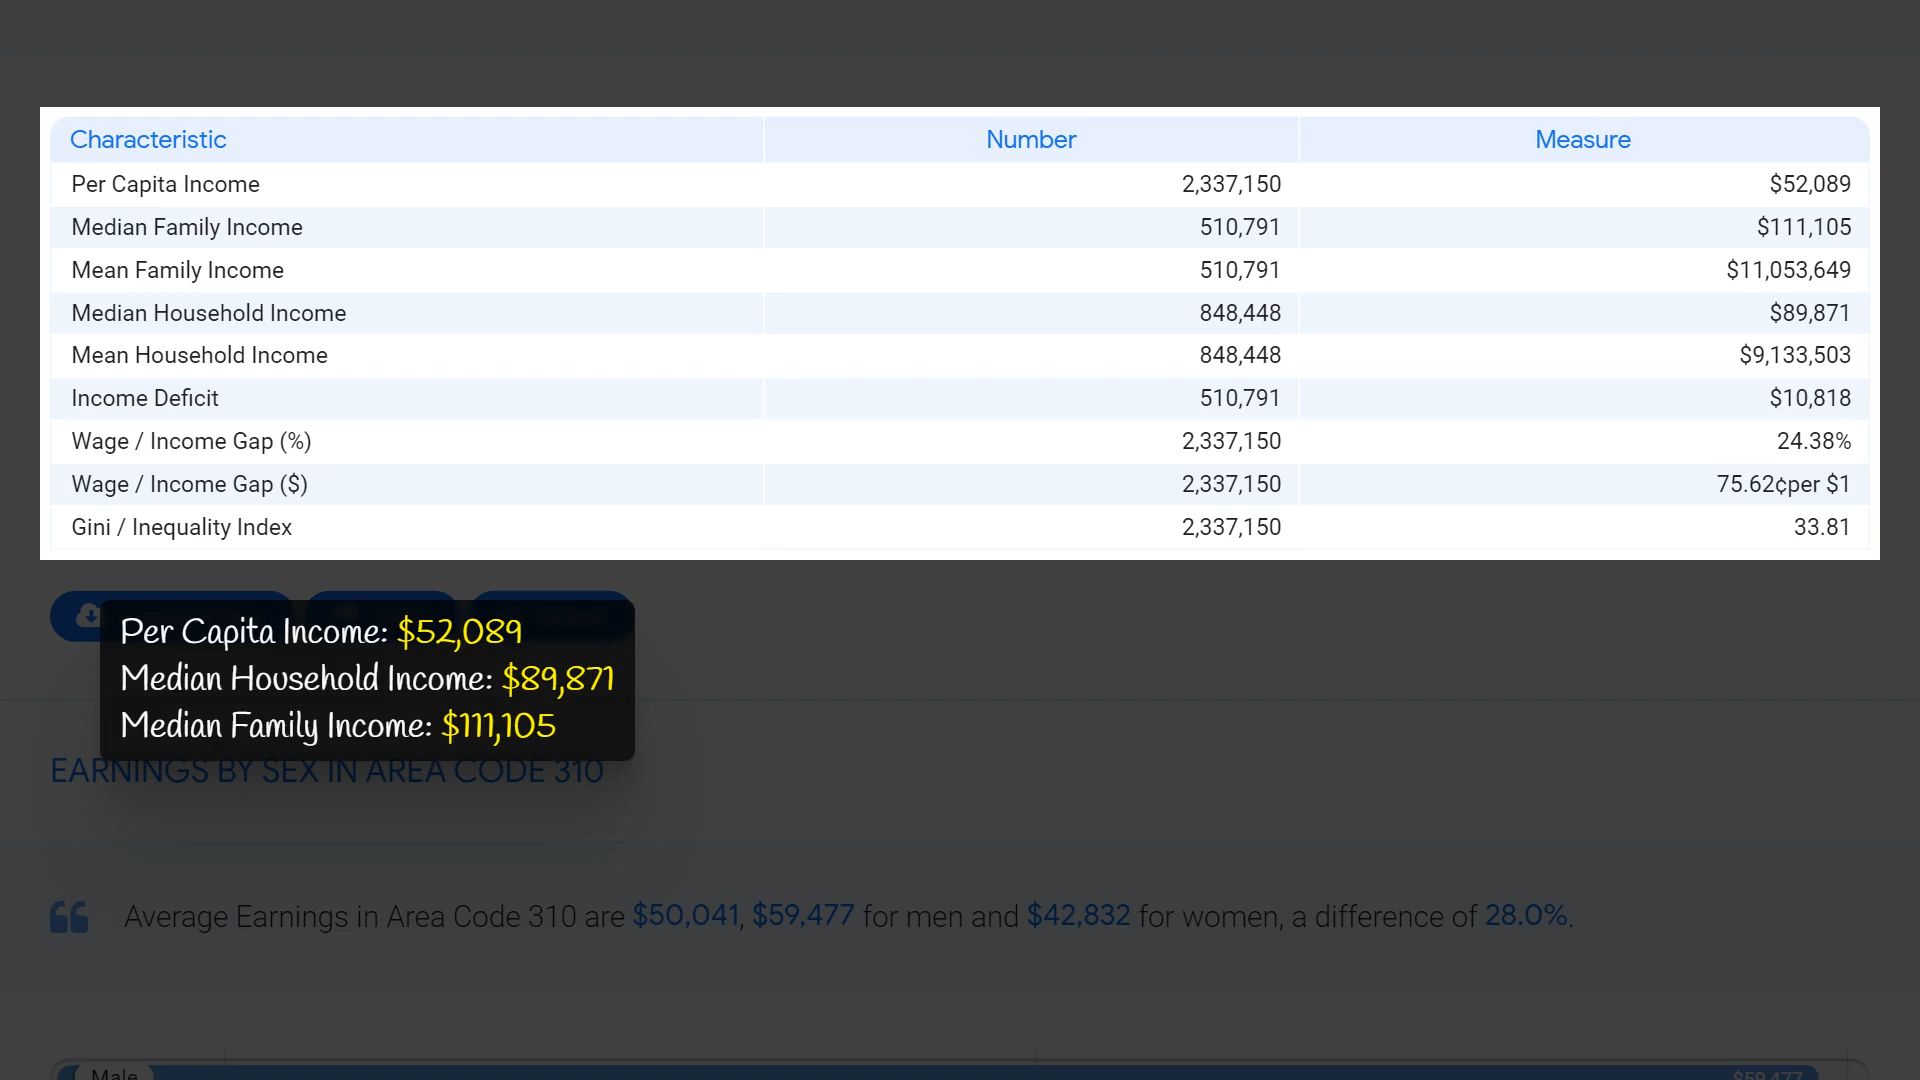 Characteristic Number Measure
Per Capita Income 2,337,150 $52,089
Median Family Income 510,791 $111,105
Mean Family Income 510,791 $11,053,649
Median Household Income 848,448 $89,871
Mean Household Income 848,448 $9,133,503
Income Deficit 510,791 $10,818
Wage / Income Gap (%) 2,337,150 24.38%
Wage / Income Gap ($) 2,337,150 75.62¢per $1
Gini / Inequality Index 2,337,150 33.81
Per Capita Income: $52,089
Median Household Income: $89,871
Median Family Income: $111,105
EARNINGS BY SEX IN AREA CODE 310
Average Earnings in Area Code 310 are $50,041, $59,477 for men and $42,832 for women, a difference of 28.0%.
Male $59,477